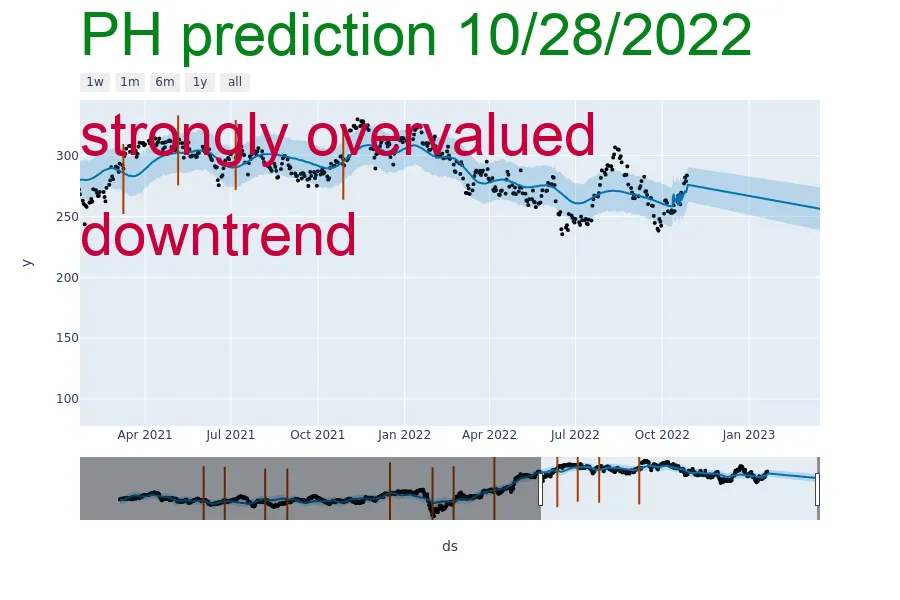 PH prediction 10/28/2022
1w 1m 6m 1y all
strongly overvalued
downtrend
300
250
200
150
100
y
Apr 2021 Jul 2021 Oct 2021 Jan 2022 Apr 2022 Jul 2022 Oct 2022 Jan 2023
ds